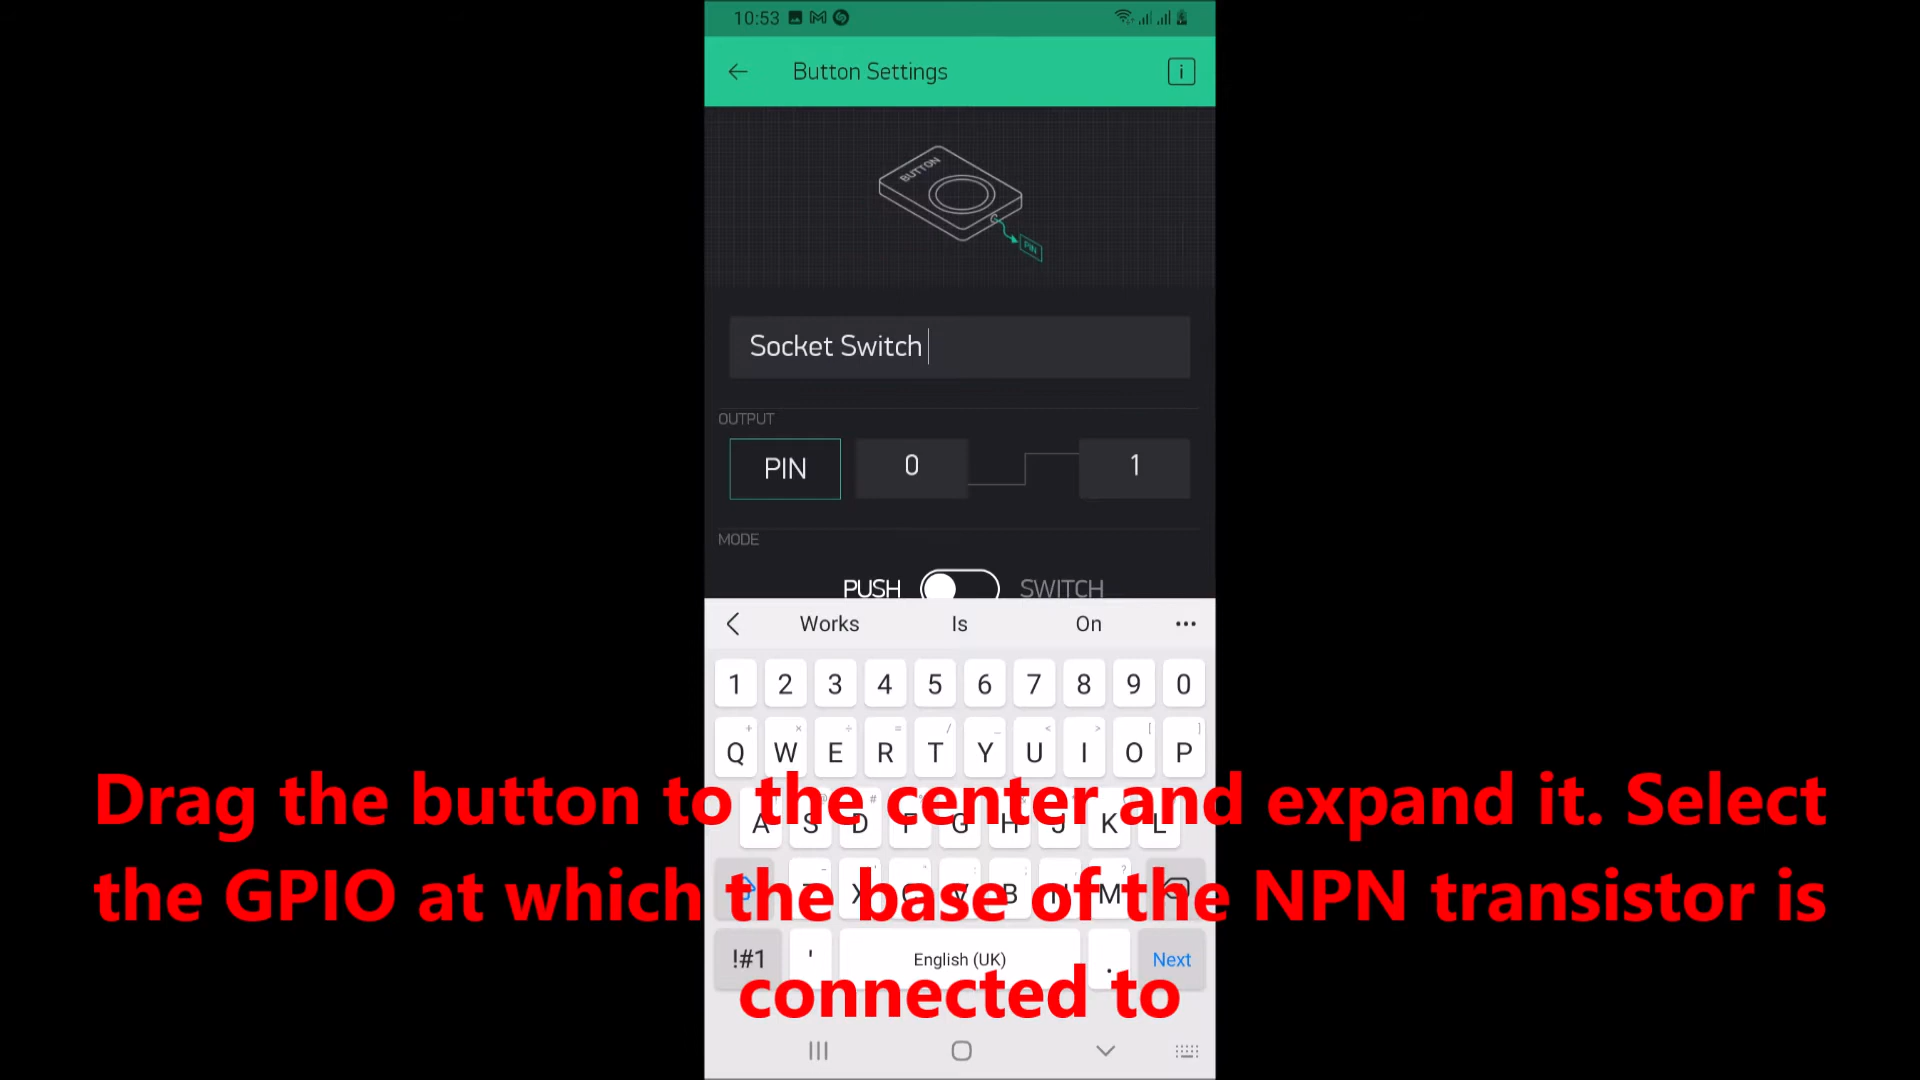 10:53
Button Settings
i
BUTTON
PIN
Socket Switch
OUTPUT
PIN 0 1
MODE
PUSH SWITCH
Works Is On
1 2 3 4 5 6 7 8 9 0
Q W E R T Y U I O P
Drag the button to the center and expand it. Select
A S D F G H J K L
the GPIO at which the base of the NPN transistor is
X V B N M
!#1 ' English (UK) . Next
connected to